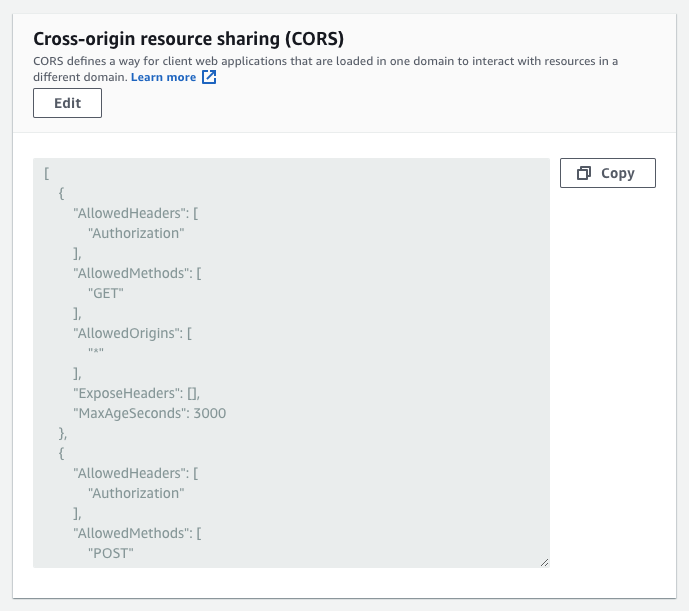 Cross-origin resource sharing (CORS)
CORS defines a way for client web applications that are loaded in one domain to interact with resources in a
different domain. Learn more
Edit
Copy
[
  {
    "AllowedHeaders": [
      "Authorization"
    ],
    "AllowedMethods": [
      "GET"
    ],
    "AllowedOrigins": [
      "*"
    ],
    "ExposeHeaders": [],
    "MaxAgeSeconds": 3000
  },
  {
    "AllowedHeaders": [
      "Authorization"
    ],
    "AllowedMethods": [
      "POST"